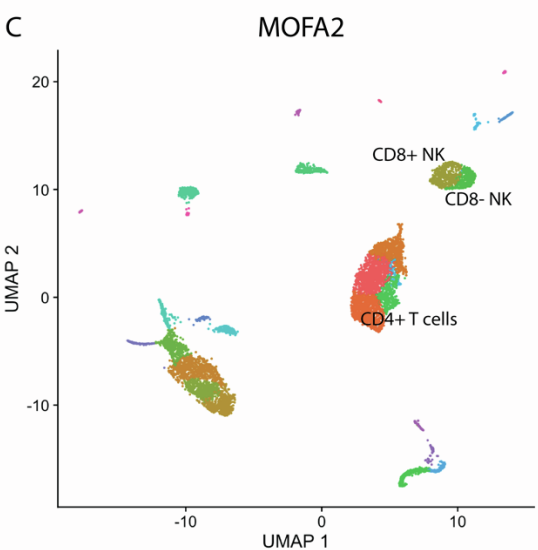 C
MOFA2
20
CD8+ NK
10
CD8- NK
UMAP 2
0
CD4+ T cells
-10
-10
0
10
UMAP 1